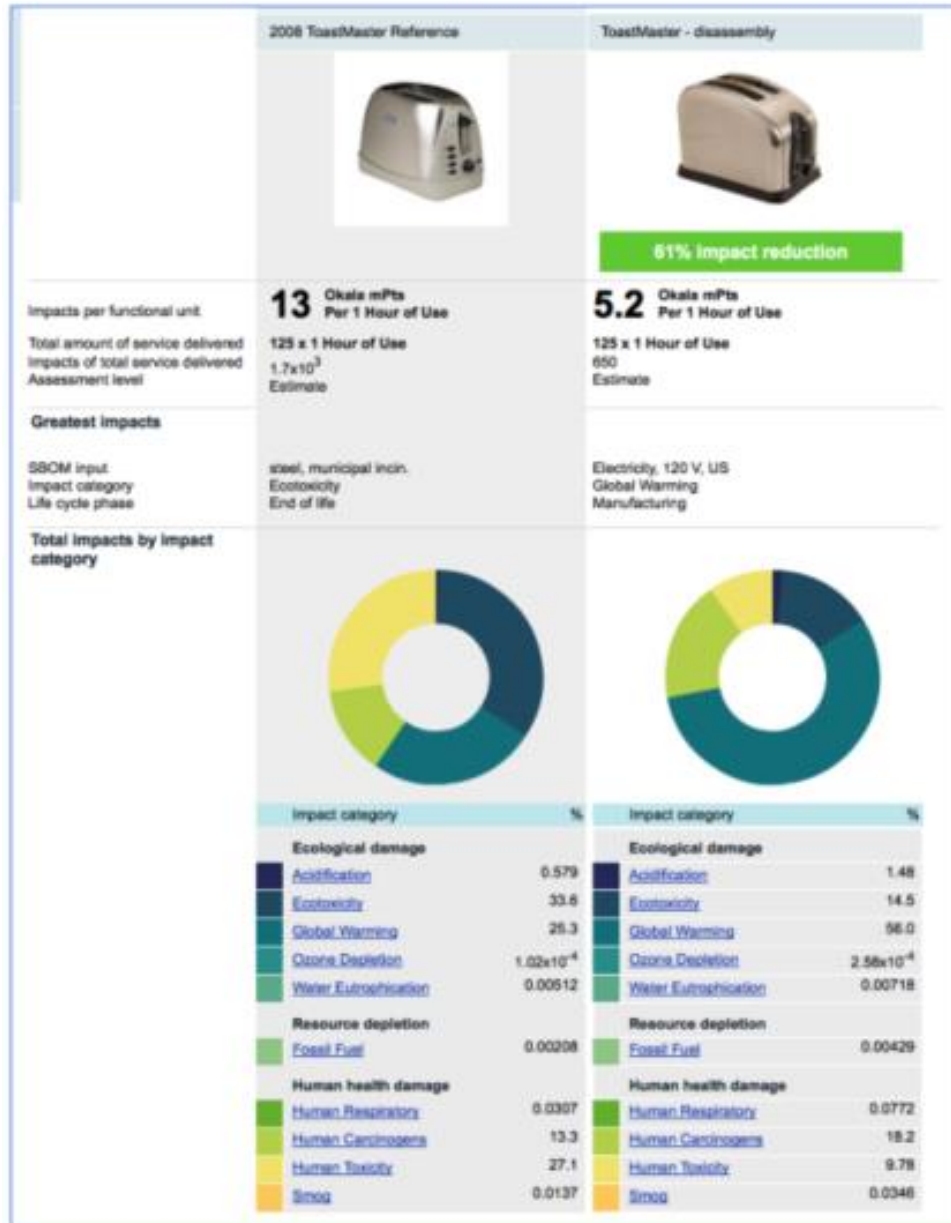 2008 ToastMaster Reference
ToastMaster - disassembly
61% impact reduction
Impacts per functional unit
13 Okala mPts Per 1 Hour of Use
5.2 Okala mPts Per 1 Hour of Use
Total amount of service delivered
125 x 1 Hour of Use
125 x 1 Hour of Use
Impacts of total service delivered
1.7x10³
650
Assessment level
Estimate
Estimate
Greatest impacts
SBOM input
steel, municipal incin.
Electricity, 120 V, US
Impact category
Ecotoxicity
Global Warming
Life cycle phase
End of life
Manufacturing
Total impacts by impact
category
Impact category %
Ecological damage
Acidification 0.579
Ecotoxicity 33.6
Global Warming 25.3
Ozone Depletion 1.02x10⁻⁴
Water Eutrophication 0.00512
Resource depletion
Fossil Fuel 0.00208
Human health damage
Human Respiratory 0.0307
Human Carcinogens 13.3
Human Toxicity 27.1
Smog 0.0137
Impact category %
Ecological damage
Acidification 1.48
Ecotoxicity 14.5
Global Warming 56.0
Ozone Depletion 2.58x10⁻⁴
Water Eutrophication 0.00718
Resource depletion
Fossil Fuel 0.00429
Human health damage
Human Respiratory 0.0772
Human Carcinogens 18.2
Human Toxicity 9.78
Smog 0.0346